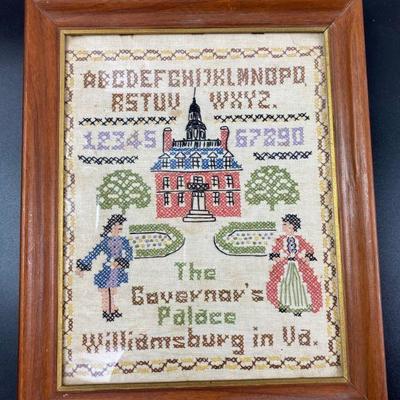 ABCDEFGHIJKLMNOPQ
RSTUV WXYZ.
12345 67890
The
Governor's
Palace
Williamsburg in Va.